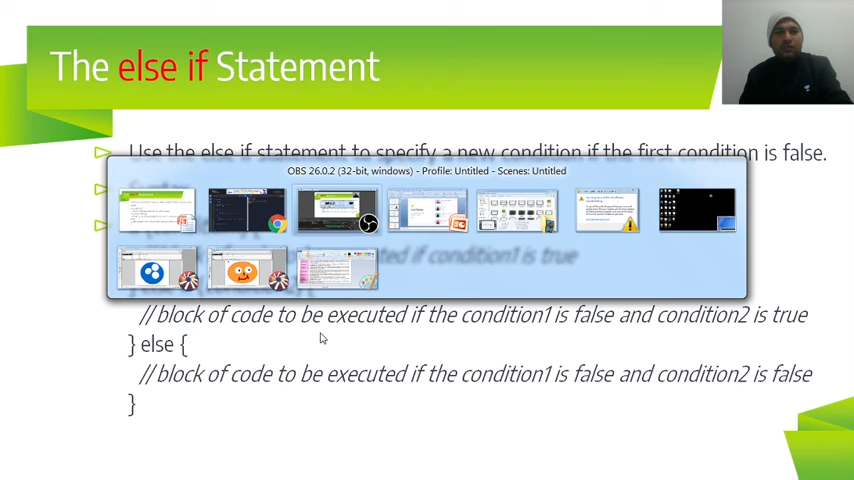 The else if Statement
Use the else if statement to specify a new condition if the first condition is false.
OBS 26.0.2 (32-bit, windows) - Profile: Untitled - Scenes: Untitled
executed if condition1 is true
// block of code to be executed if the condition1 is false and condition2 is true
} else {
// block of code to be executed if the condition1 is false and condition2 is false
}